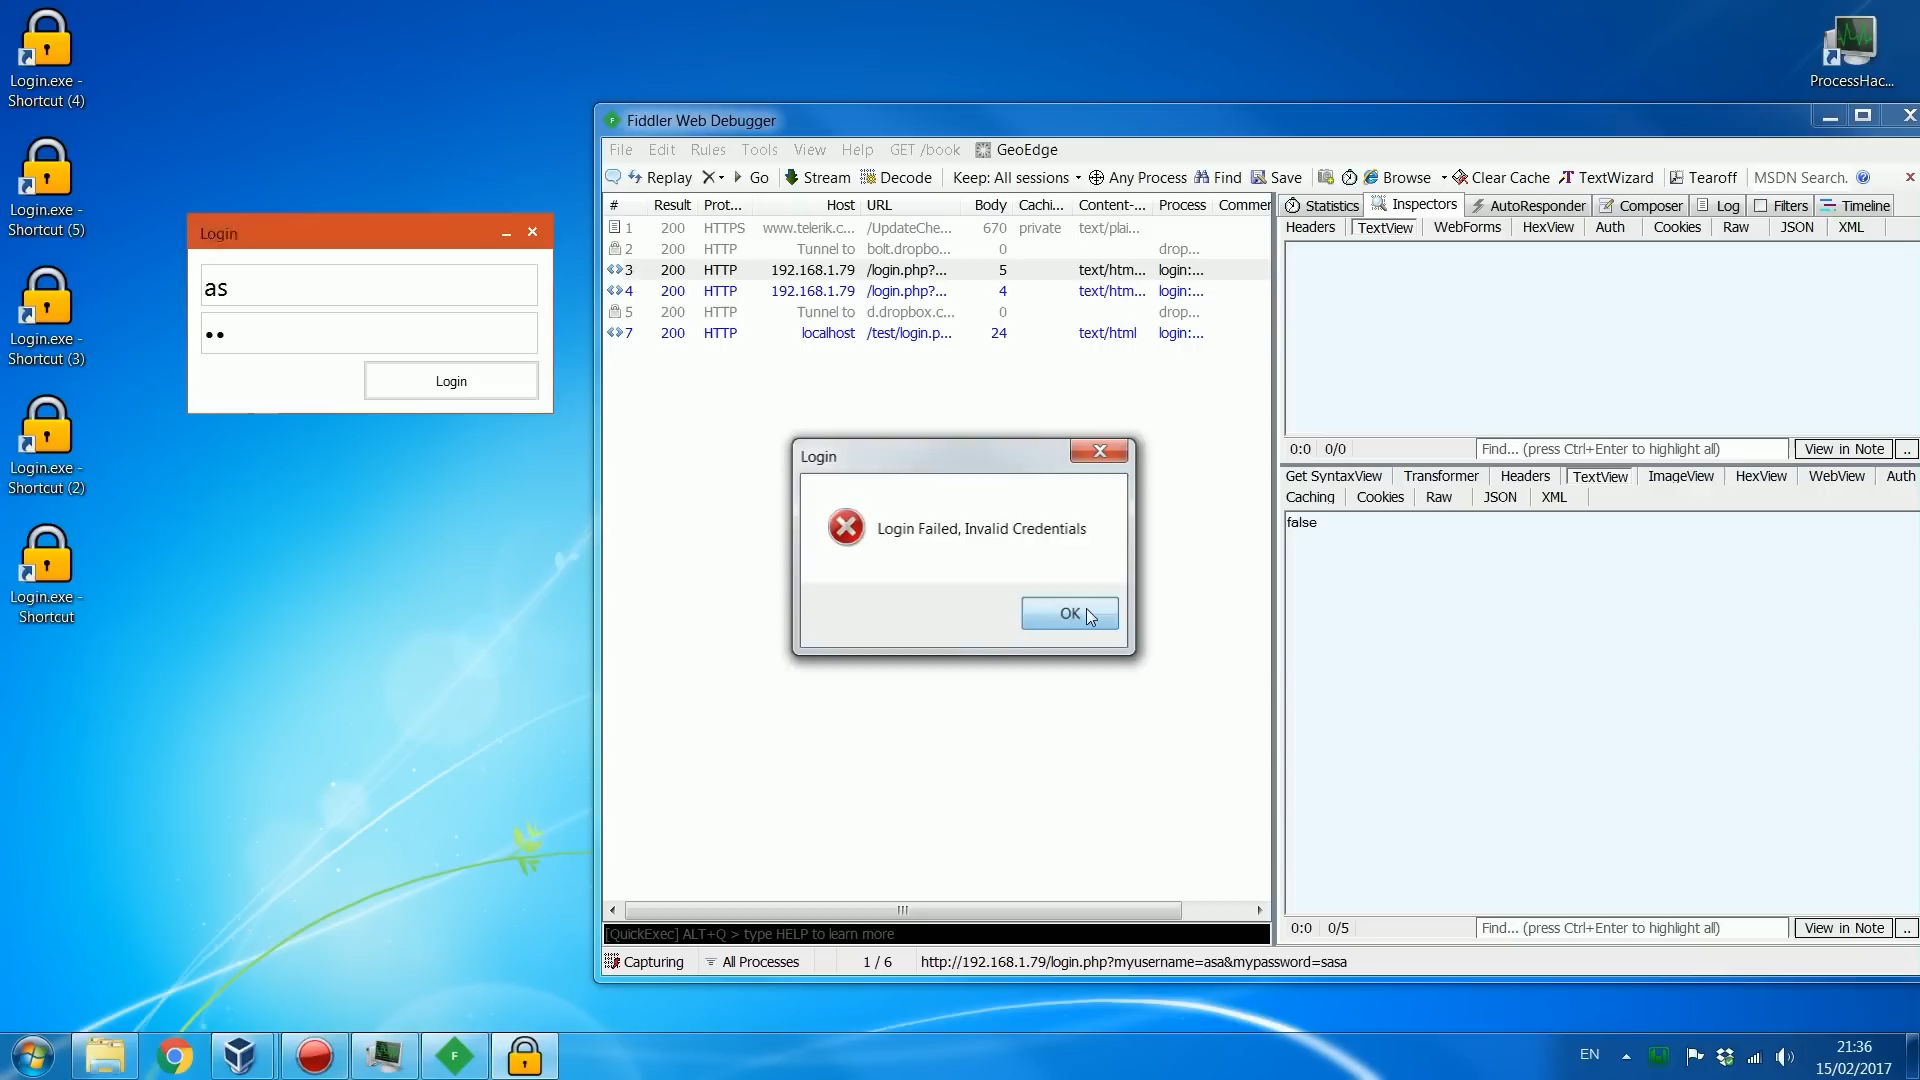 Login.exe -
Shortcut (4)
Login.exe -
Shortcut (5)
Login.exe -
Shortcut (3)
Login.exe -
Shortcut (2)
Login.exe -
Shortcut
ProcessHac...
Login
as
••
Login
Fiddler Web Debugger
File Edit Rules Tools View Help GET /book GeoEdge
Replay Go Stream Decode Keep: All sessions Any Process Find Save Browse Clear Cache TextWizard Tearoff MSDN Search.
# Result Prot... Host URL Body Cachi... Content-... Process Commer
1 200 HTTPS www.telerik.c... /UpdateChe... 670 private text/plai...
2 200 HTTP Tunnel to bolt.dropbo... 0 drop...
3 200 HTTP 192.168.1.79 /login.php?... 5 text/htm... login:...
4 200 HTTP 192.168.1.79 /login.php?... 4 text/htm... login:...
5 200 HTTP Tunnel to d.dropbox.c... 0 drop...
7 200 HTTP localhost /test/login.p... 24 text/html login:...
Login
Login Failed, Invalid Credentials
OK
[QuickExec] ALT+Q > type HELP to learn more
Capturing All Processes 1 / 6 http://192.168.1.79/login.php?myusername=asa&mypassword=sasa
Statistics Inspectors AutoResponder Composer Log Filters Timeline
Headers TextView WebForms HexView Auth Cookies Raw JSON XML
0:0 0/0 Find... (press Ctrl+Enter to highlight all) View in Note ..
Get SyntaxView Transformer Headers TextView ImageView HexView WebView Auth
Caching Cookies Raw JSON XML
false
0:0 0/5 Find... (press Ctrl+Enter to highlight all) View in Note ..
EN
21:36
15/02/2017